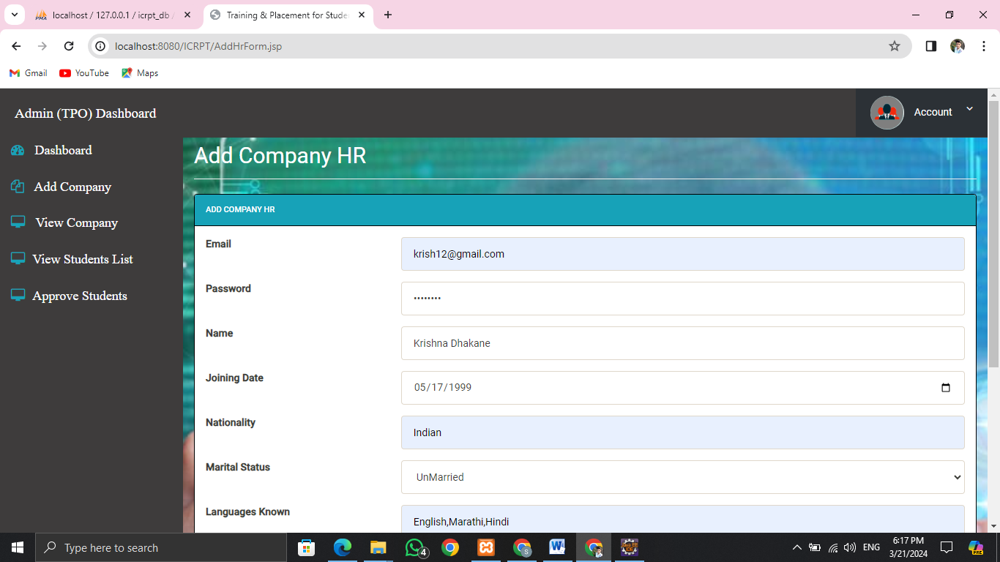 localhost / 127.0.0.1 / icrpt_db /
Training & Placement for Stude
localhost:8080/ICRPT/AddHrForm.jsp
Gmail YouTube Maps
Admin (TPO) Dashboard
Account
Dashboard
Add Company
View Company
View Students List
Approve Students
Add Company HR
ADD COMPANY HR
Email
krish12@gmail.com
Password
••••••••
Name
Krishna Dhakane
Joining Date
05/17/1999
Nationality
Indian
Marital Status
UnMarried
Languages Known
English,Marathi,Hindi
Type here to search
4
S
W
ENG
6:17 PM
3/21/2024
PRE